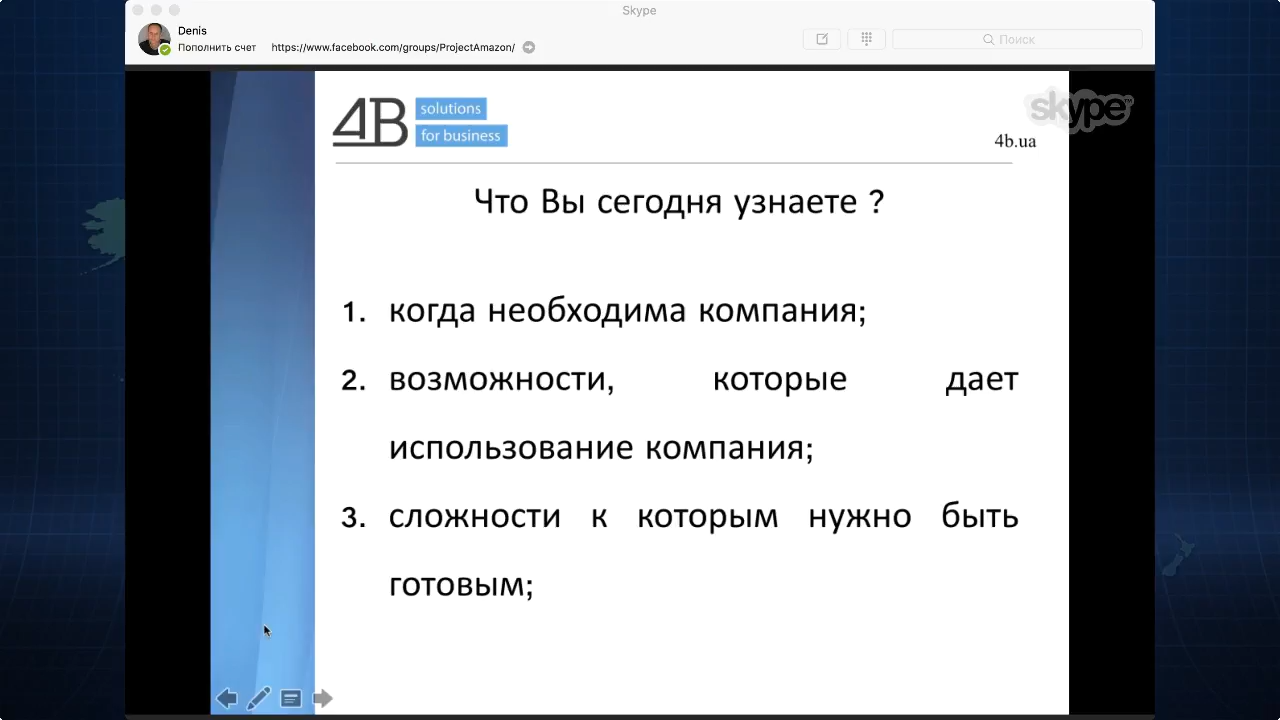 Skype
Denis
Пополнить счет https://www.facebook.com/groups/ProjectAmazon/
Поиск
4B solutions
for business
skype™
4b.ua
Что Вы сегодня узнаете ?
1. когда необходима компания;
2. возможности, которые дает
использование компания;
3. сложности к которым нужно быть
готовым;